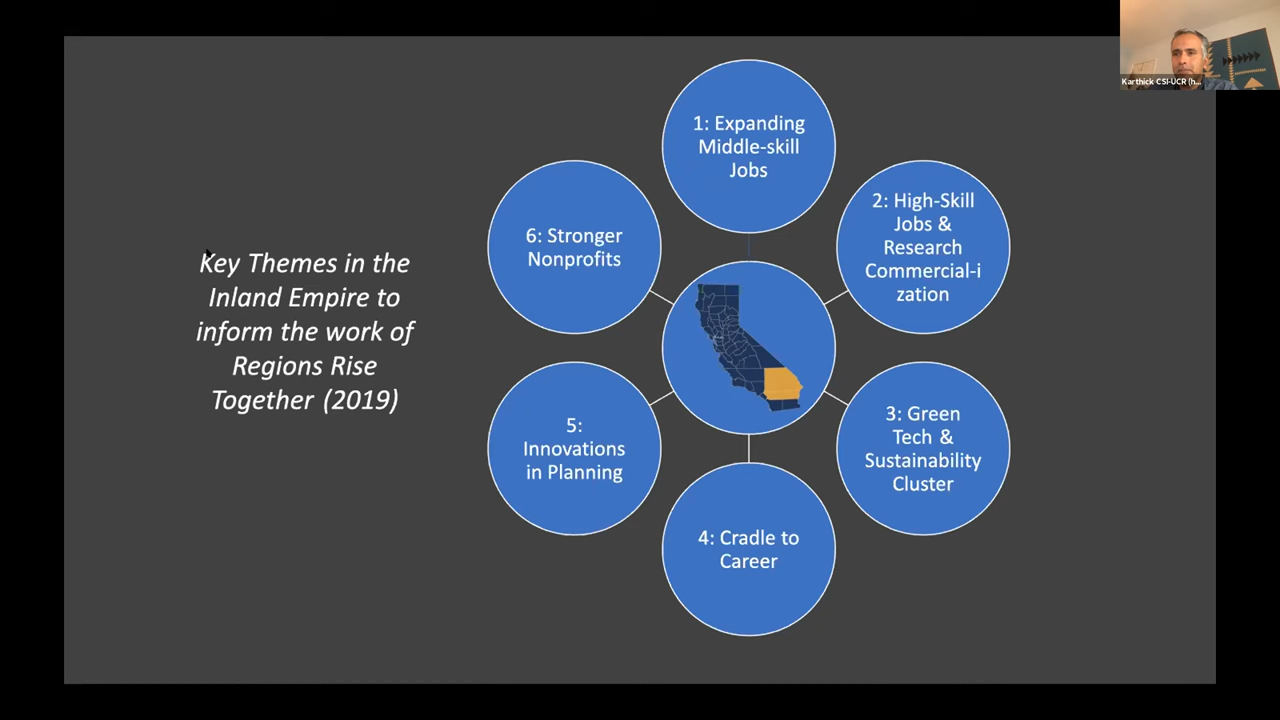 Karthick CSI-UCR (h...
Key Themes in the
Inland Empire to
inform the work of
Regions Rise
Together (2019)
1: Expanding
Middle-skill
Jobs
2: High-Skill
Jobs &
Research
Commercial-i
zation
3: Green
Tech &
Sustainability
Cluster
4: Cradle to
Career
5:
Innovations
in Planning
6: Stronger
Nonprofits